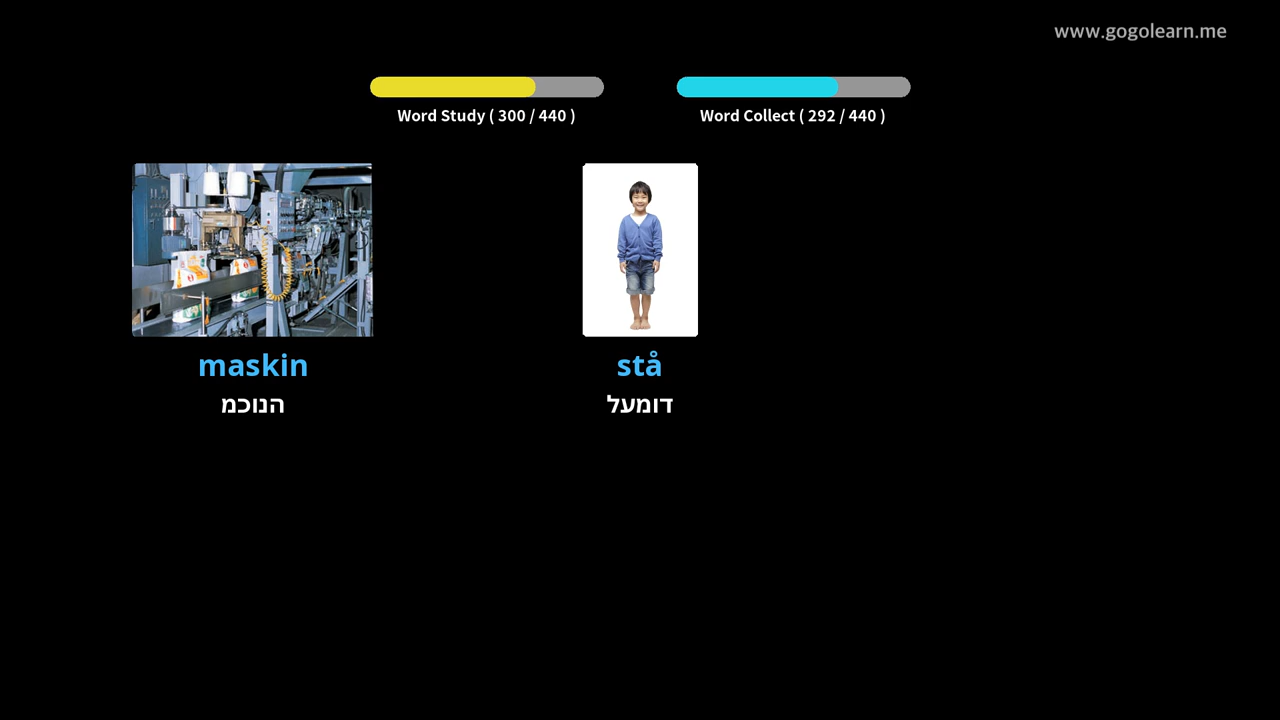 www.gogolearn.me
Word Study ( 300 / 440 )
Word Collect ( 292 / 440 )
maskin
הנוכמ
stå
דומעל